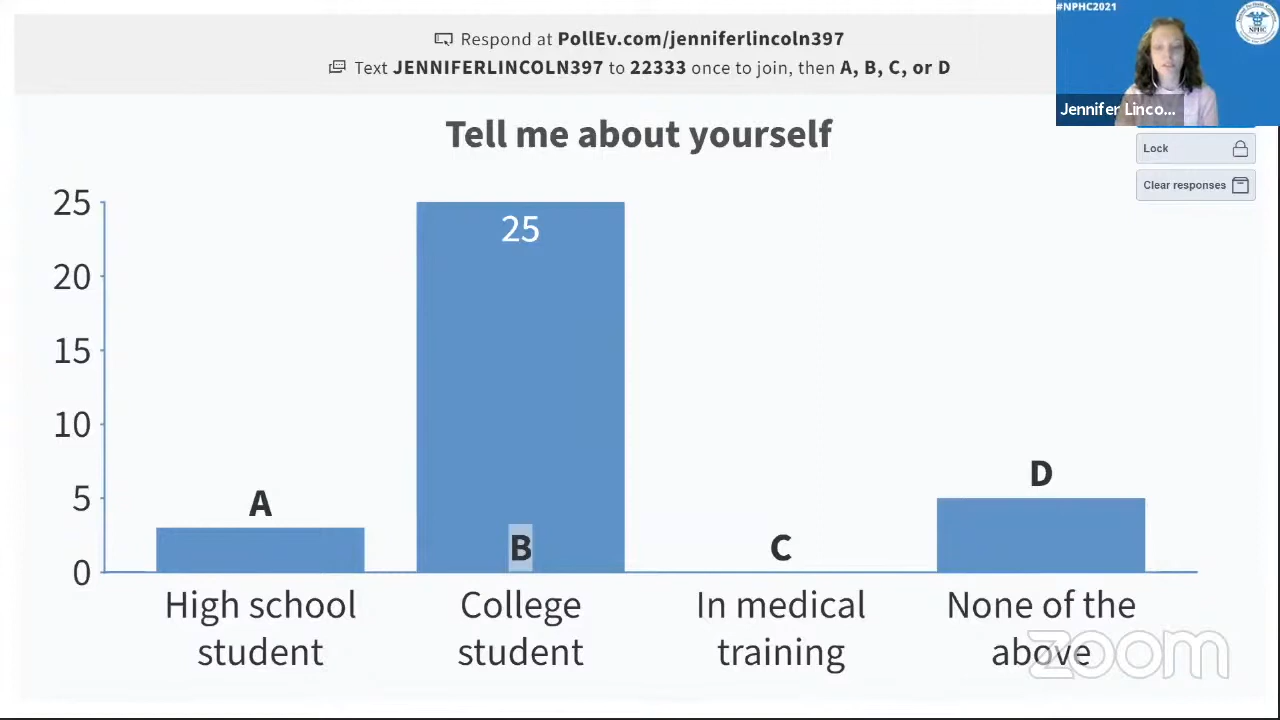 #NPHC2021
NPHC
Respond at PollEv.com/jenniferlincoln397
Text JENNIFERLINCOLN397 to 22333 once to join, then A, B, C, or D
Jennifer Linco...
Tell me about yourself
Lock
Clear responses
25
20
15
10
5
0
25
A
B
C
D
High school
student
College
student
In medical
training
None of the
above
zoom